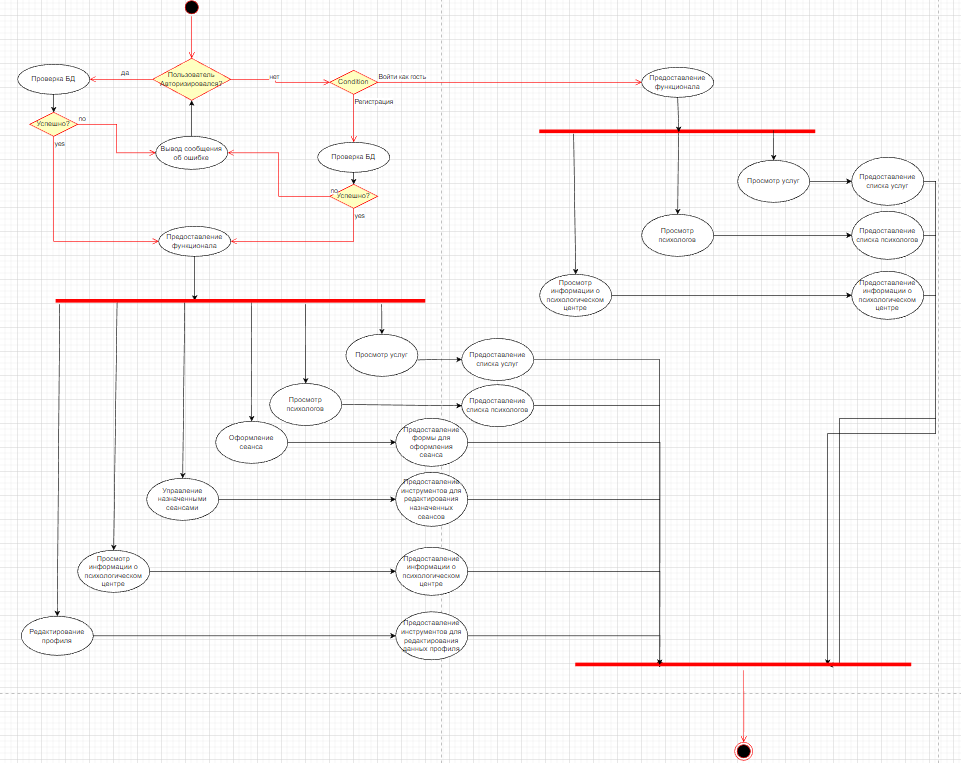 да
Пользователь
Авторизировался?
нет
Condition
Войти как гость
Проверка БД
Предоставление
функционала
Регистрация
Успешно?
no
yes
Вывод сообщения
об ошибке
Проверка БД
no
Успешно?
yes
Предоставление
функционала
Просмотр услуг
Предоставление
списка услуг
Просмотр
психологов
Предоставление
списка психологов
Просмотр
информации о
психологическом
центре
Предоставление
информации о
психологическом
центре
Просмотр услуг
Предоставление
списка услуг
Просмотр
психологов
Предоставление
списка психологов
Оформление
сеанса
Предоставление
формы для
оформления
сеанса
Управление
назначенными
сеансами
Предоставление
инструментов для
редактирования
назначенных
сеансов
Просмотр
информации о
психологическом
центре
Предоставление
информации о
психологическом
центре
Редактирование
профиля
Предоставление
инструментов для
редактирования
данных профиля